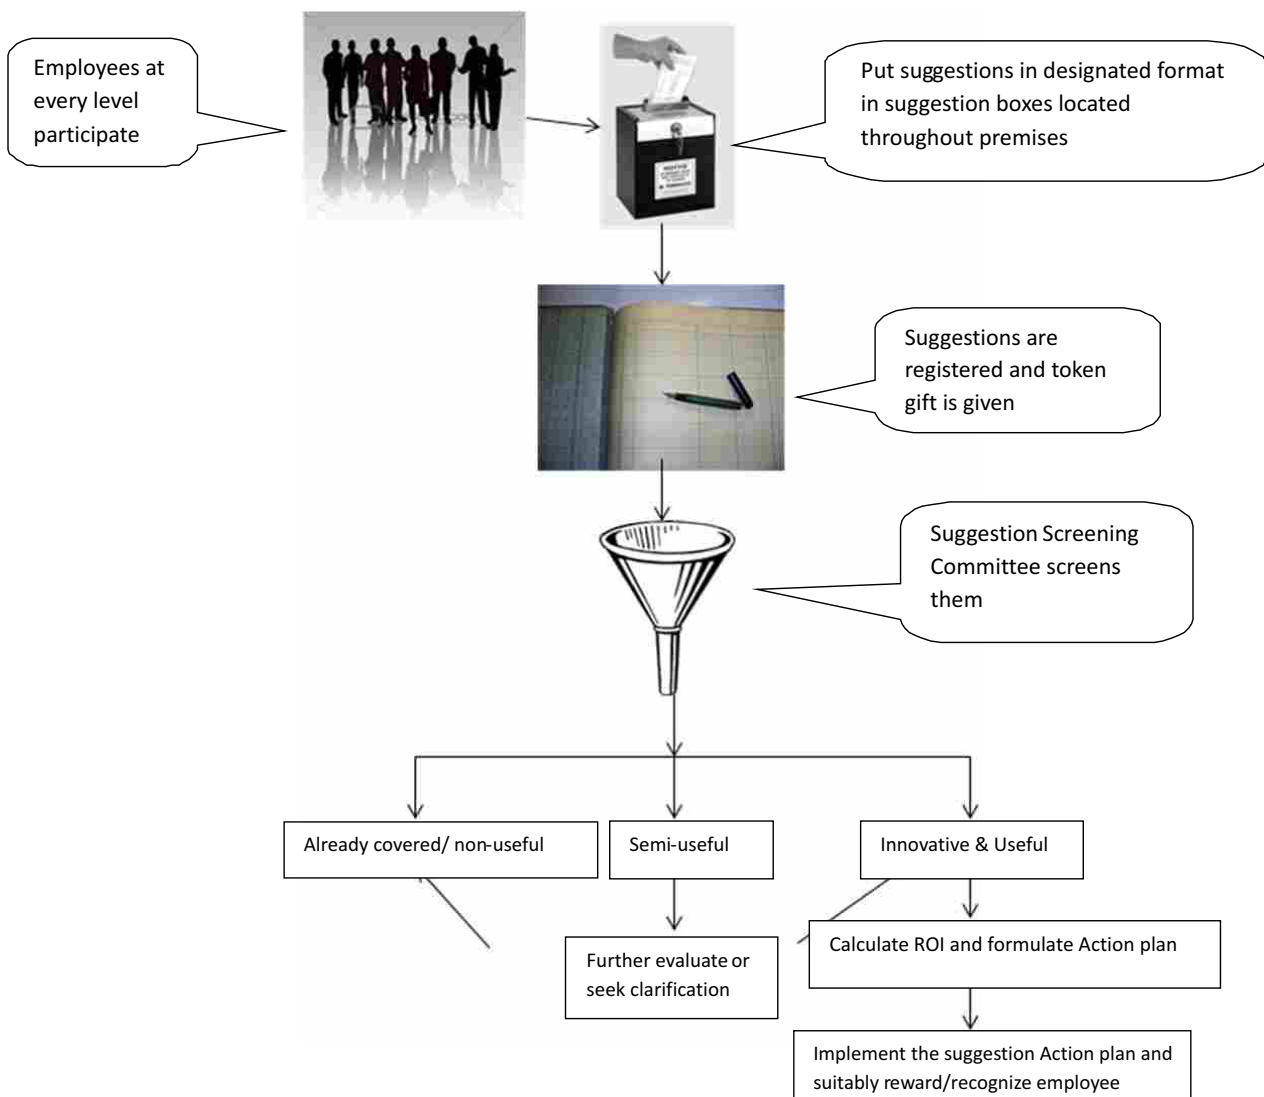 Employees at
every level
participate
Put suggestions in designated format
in suggestion boxes located
throughout premises
Suggestions are
registered and token
gift is given
Suggestion Screening
Committee screens
them
Already covered/ non-useful
Semi-useful
Innovative & Useful
Further evaluate or
seek clarification
Calculate ROI and formulate Action plan
Implement the suggestion Action plan and
suitably reward/recognize employee